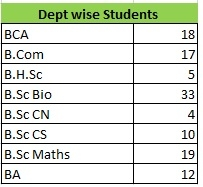 Dept wise Students
BCA 18
B.Com 17
B.H.Sc 5
B.Sc Bio 33
B.Sc CN 4
B.Sc CS 10
B.Sc Maths 19
BA 12